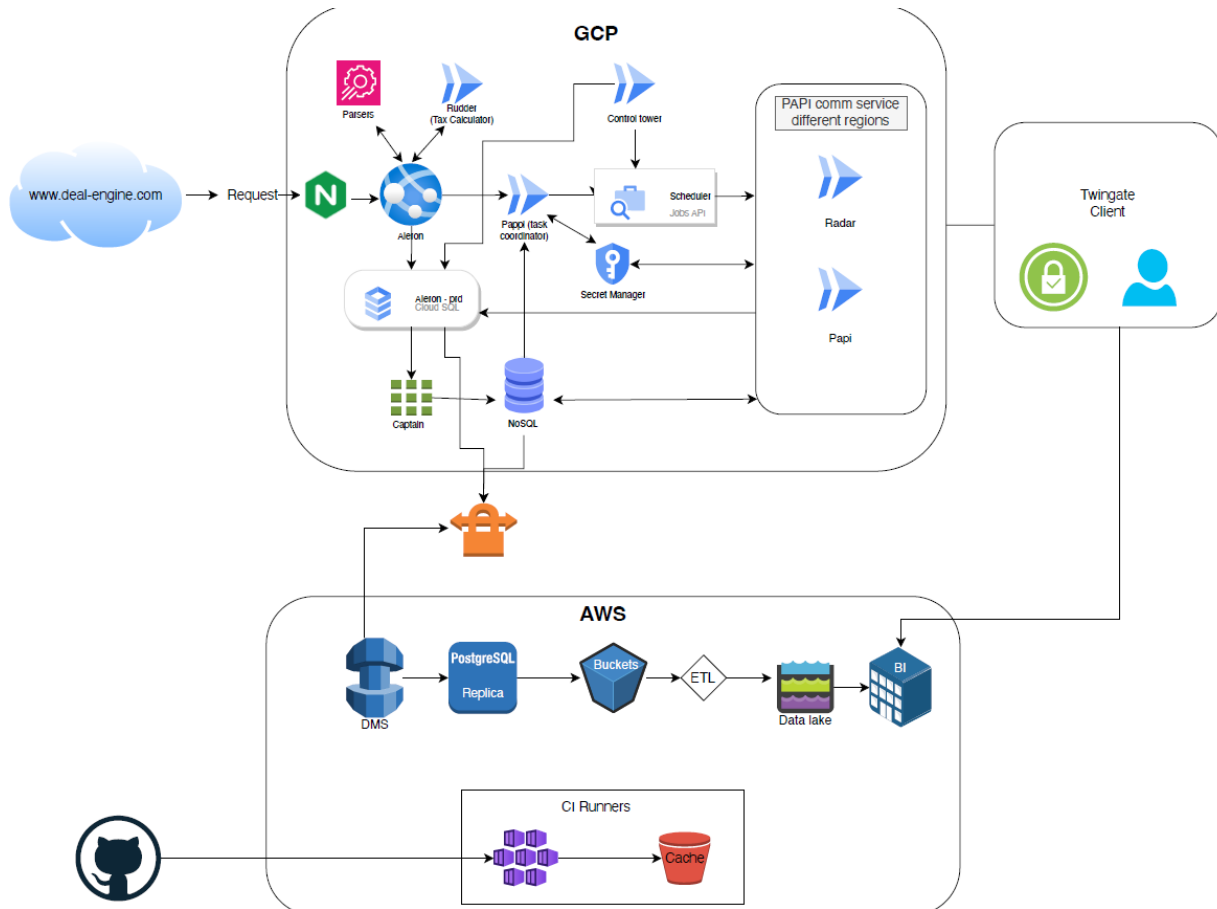 GCP
Parsers
Rudder
(Tax Calculator)
Control tower
PAPI comm service
different regions
www.deal-engine.com
Request
N
Aleron
Pappi (task
coordinator)
Scheduler
Jobs API
Radar
Twingate
Client
Secret Manager
Aleron - prd
Cloud SQL
Papi
Captain
NoSQL
AWS
PostgreSQL
Replica
Buckets
ETL
BI
DMS
Data lake
CI Runners
Cache